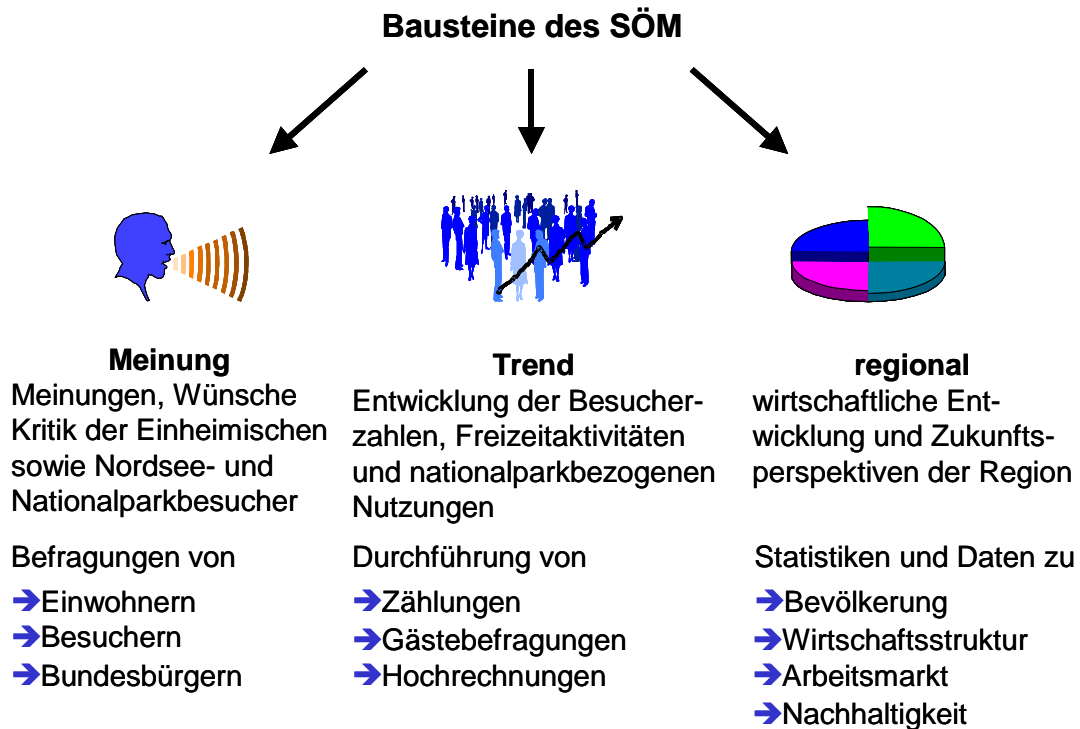 Bausteine des SÖM
Meinung
Meinungen, Wünsche
Kritik der Einheimischen
sowie Nordsee- und
Nationalparkbesucher
Befragungen von
➔Einwohnern
➔Besuchern
➔Bundesbürgern
Trend
Entwicklung der Besucher-
zahlen, Freizeitaktivitäten
und nationalparkbezogenen
Nutzungen
Durchführung von
➔Zählungen
➔Gästebefragungen
➔Hochrechnungen
regional
wirtschaftliche Ent-
wicklung und Zukunfts-
perspektiven der Region
Statistiken und Daten zu
➔Bevölkerung
➔Wirtschaftsstruktur
➔Arbeitsmarkt
➔Nachhaltigkeit